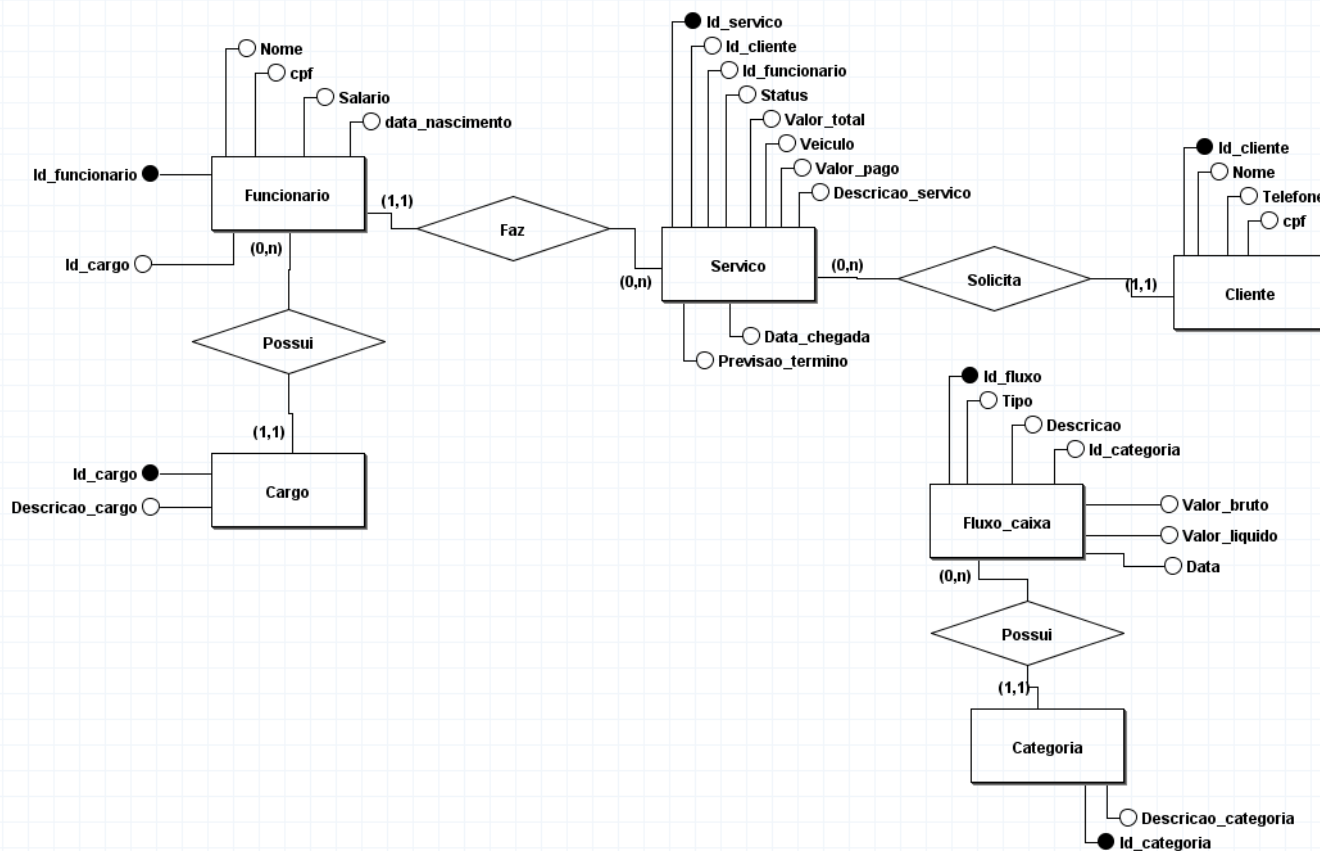 Nome
cpf
Salario
data_nascimento
Id_funcionario
Funcionario
Id_cargo
(0,n)
(1,1)
Possui
(1,1)
Id_cargo
Descricao_cargo
Cargo
Faz
(0,n)
Id_servico
Id_cliente
Id_funcionario
Status
Valor_total
Veiculo
Valor_pago
Descricao_servico
Servico
Data_chegada
Previsao_termino
(0,n)
Solicita
(1,1)
Id_cliente
Nome
Telefone
cpf
Cliente
Id_fluxo
Tipo
Descricao
Id_categoria
Fluxo_caixa
Valor_bruto
Valor_liquido
Data
(0,n)
Possui
(1,1)
Categoria
Descricao_categoria
Id_categoria